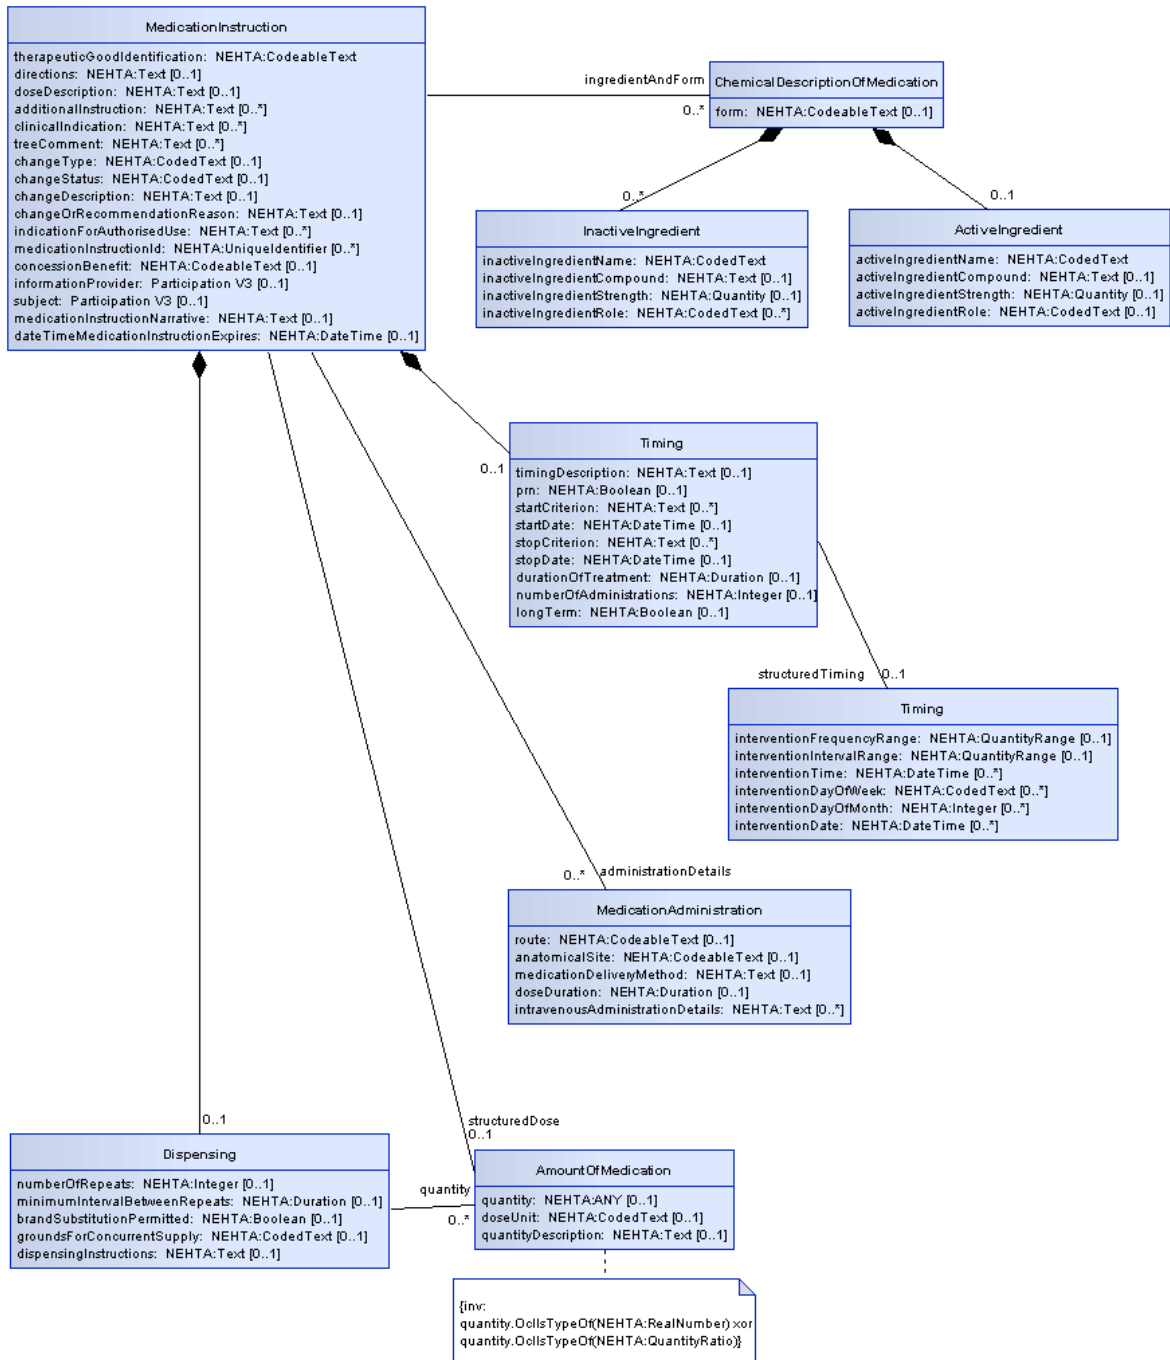 MedicationInstruction
therapeuticGoodIdentification: NEHTA:CodeableText
directions: NEHTA:Text [0..1]
doseDescription: NEHTA:Text [0..1]
additionalInstruction: NEHTA:Text [0..*]
clinicalIndication: NEHTA:Text [0..*]
treeComment: NEHTA:Text [0..*]
changeType: NEHTA:CodedText [0..1]
changeStatus: NEHTA:CodedText [0..1]
changeDescription: NEHTA:Text [0..1]
changeOrRecommendationReason: NEHTA:Text [0..1]
indicationForAuthorisedUse: NEHTA:Text [0..*]
medicationInstructionId: NEHTA:UniqueIdentifier [0..*]
concessionBenefit: NEHTA:CodeableText [0..1]
informationProvider: Participation V3 [0..1]
subject: Participation V3 [0..1]
medicationInstructionNarrative: NEHTA:Text [0..1]
dateTimeMedicationInstructionExpires: NEHTA:DateTime [0..1]
ingredientAndForm
0..*
ChemicalDescriptionOfMedication
form: NEHTA:CodeableText [0..1]
0..*
0..1
InactiveIngredient
inactiveIngredientName: NEHTA:CodedText
inactiveIngredientCompound: NEHTA:Text [0..1]
inactiveIngredientStrength: NEHTA:Quantity [0..1]
inactiveIngredientRole: NEHTA:CodedText [0..*]
ActiveIngredient
activeIngredientName: NEHTA:CodedText
activeIngredientCompound: NEHTA:Text [0..1]
activeIngredientStrength: NEHTA:Quantity [0..1]
activeIngredientRole: NEHTA:CodedText [0..1]
0..1
Timing
timingDescription: NEHTA:Text [0..1]
prn: NEHTA:Boolean [0..1]
startCriterion: NEHTA:Text [0..*]
startDate: NEHTA:DateTime [0..1]
stopCriterion: NEHTA:Text [0..*]
stopDate: NEHTA:DateTime [0..1]
durationOfTreatment: NEHTA:Duration [0..1]
numberOfAdministrations: NEHTA:Integer [0..1]
longTerm: NEHTA:Boolean [0..1]
structuredTiming
0..1
Timing
interventionFrequencyRange: NEHTA:QuantityRange [0..1]
interventionIntervalRange: NEHTA:QuantityRange [0..1]
interventionTime: NEHTA:DateTime [0..*]
interventionDayOfWeek: NEHTA:CodedText [0..*]
interventionDayOfMonth: NEHTA:Integer [0..*]
interventionDate: NEHTA:DateTime [0..*]
0..*
administrationDetails
MedicationAdministration
route: NEHTA:CodeableText [0..1]
anatomicalSite: NEHTA:CodeableText [0..1]
medicationDeliveryMethod: NEHTA:Text [0..1]
doseDuration: NEHTA:Duration [0..1]
intravenousAdministrationDetails: NEHTA:Text [0..*]
0..1
structuredDose
0..1
Dispensing
numberOfRepeats: NEHTA:Integer [0..1]
minimumIntervalBetweenRepeats: NEHTA:Duration [0..1]
brandSubstitutionPermitted: NEHTA:Boolean [0..1]
groundsForConcurrentSupply: NEHTA:CodedText [0..1]
dispensingInstructions: NEHTA:Text [0..1]
quantity
0..*
AmountOfMedication
quantity: NEHTA:ANY [0..1]
doseUnit: NEHTA:CodedText [0..1]
quantityDescription: NEHTA:Text [0..1]
{inv:
quantity.OclIsTypeOf(NEHTA:RealNumber) xor
quantity.OclIsTypeOf(NEHTA:QuantityRatio)}